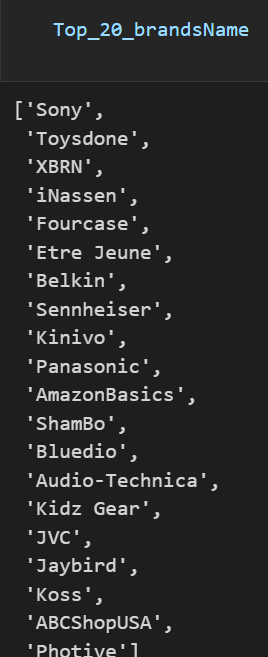 Top_20_brandsName
['Sony',
'Toysdone',
'XBRN',
'iNassen',
'Fourcase',
'Etre Jeune',
'Belkin',
'Sennheiser',
'Kinivo',
'Panasonic',
'AmazonBasics',
'ShamBo',
'Bluedio',
'Audio-Technica',
'Kidz Gear',
'JVC',
'Jaybird',
'Koss',
'ABCShopUSA',
'Photive']